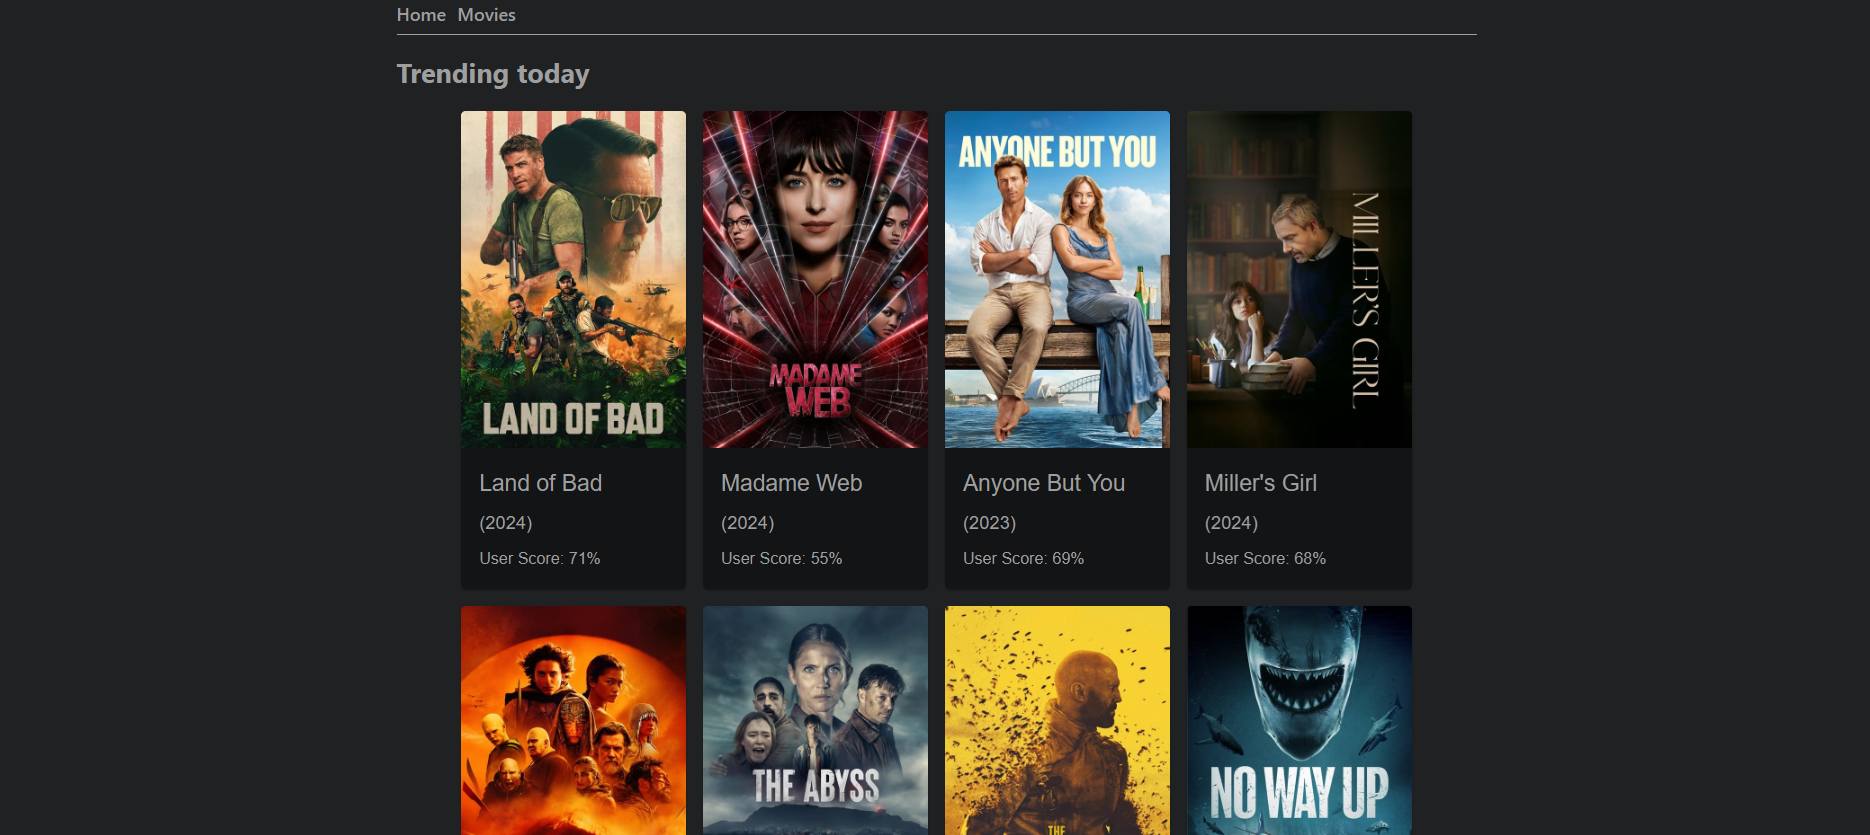 Home Movies
Trending today
ANYONE BUT YOU
MILLER'S GIRL
MADAME
WEB
LAND OF BAD
Land of Bad
(2024)
User Score: 71%
Madame Web
(2024)
User Score: 55%
Anyone But You
(2023)
User Score: 69%
Miller's Girl
(2024)
User Score: 68%
THE ABYSS
THE
NO WAY UP